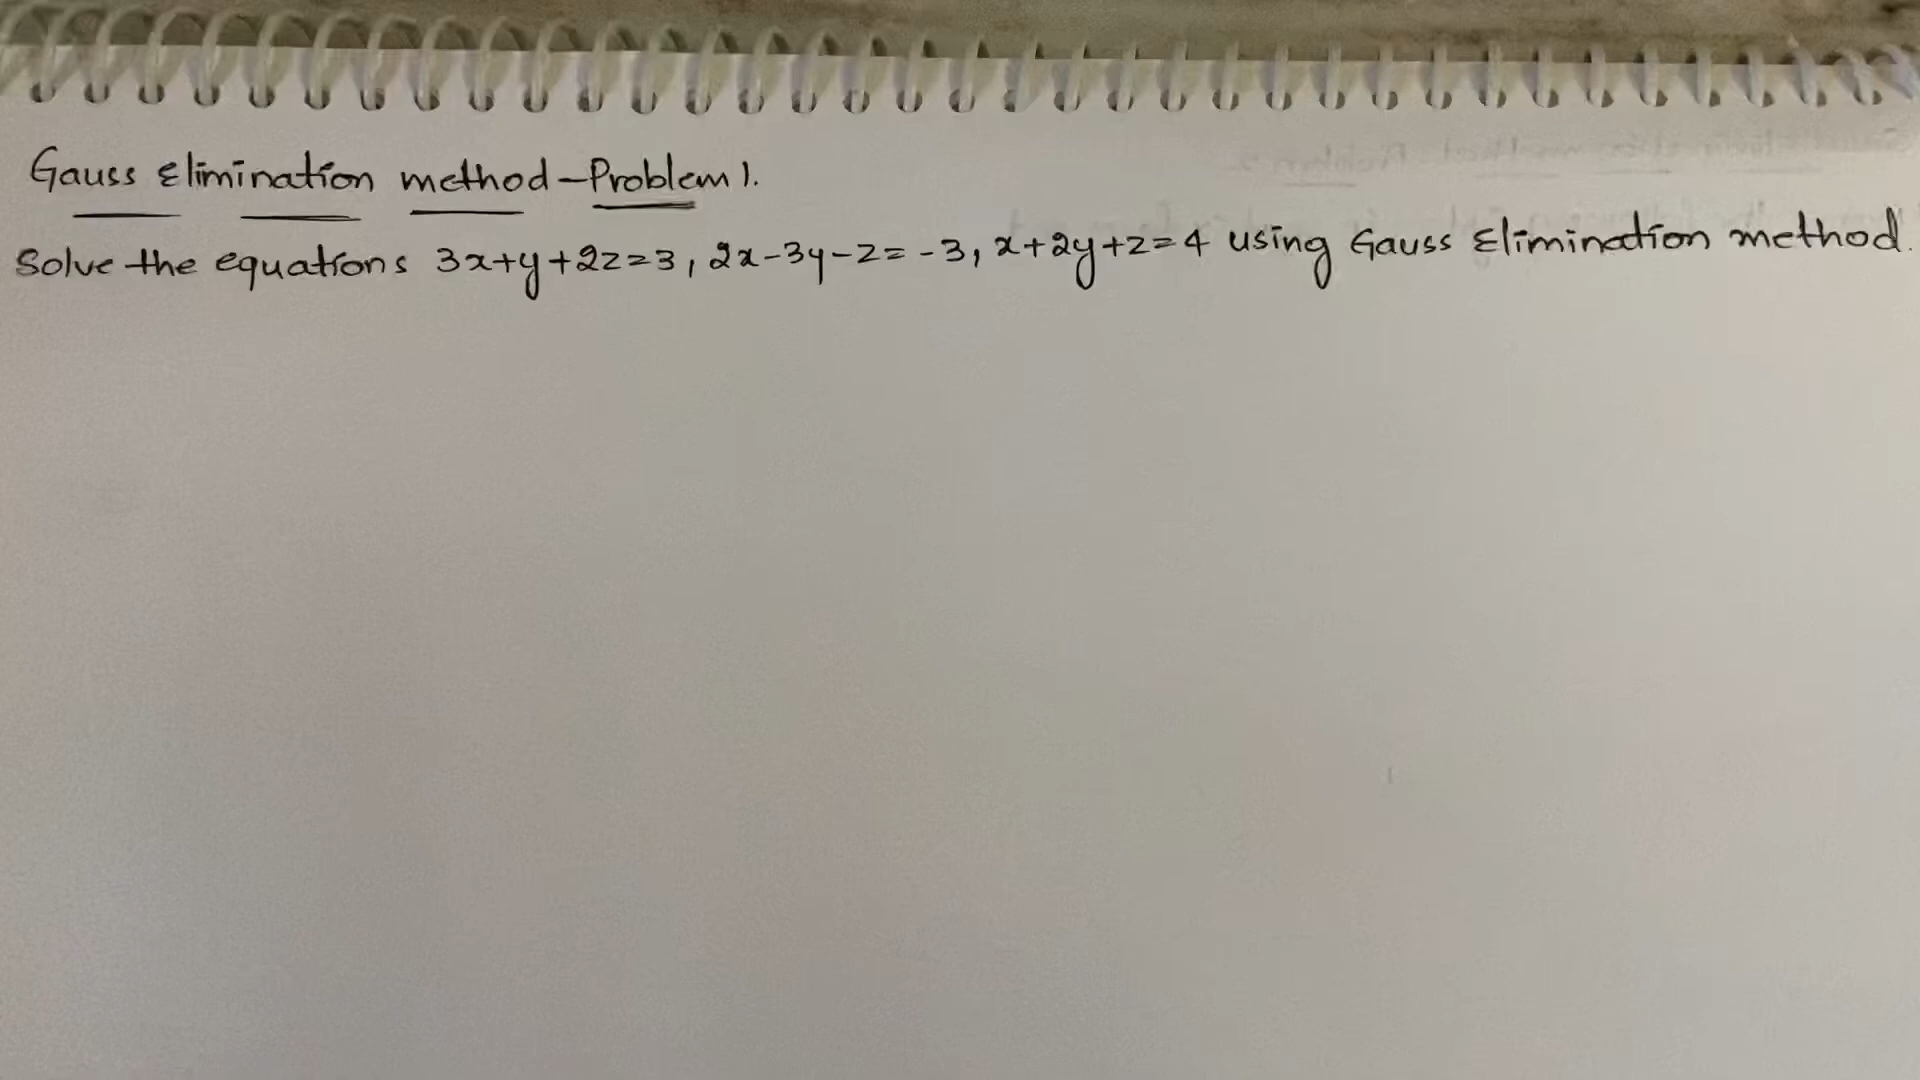 Gauss Elimination method-Problem 1.
Solve the equations 3x+y+2z=3, 2x-3y-z=-3, x+2y+z=4 using Gauss Elimination method.